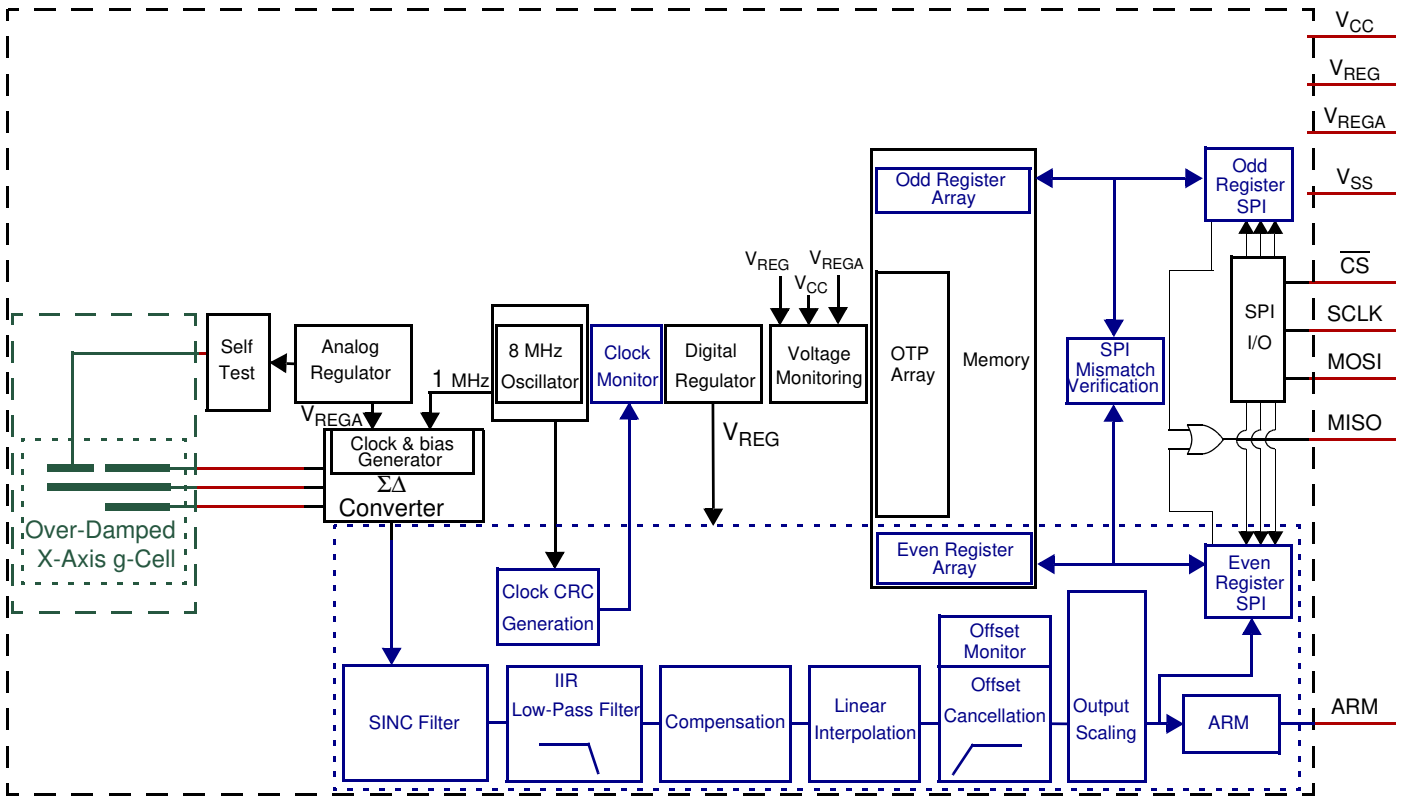 VCC
VREG
VREGA
VSS
CS
SCLK
MOSI
MISO
ARM
Odd
Register
SPI
SPI
I/O
Even
Register
SPI
Odd Register
Array
OTP
Array
Memory
Even Register
Array
SPI
Mismatch
Verification
VREG
VCC
VREGA
Voltage
Monitoring
Self
Test
Analog
Regulator
VREGA
1 MHz
8 MHz
Oscillator
Clock
Monitor
Digital
Regulator
VREG
Clock & bias
Generator
ΣΔ
Converter
Over-Damped
X-Axis g-Cell
Clock CRC
Generation
SINC Filter
IIR
Low-Pass Filter
Compensation
Linear
Interpolation
Offset
Monitor
Offset
Cancellation
Output
Scaling
ARM